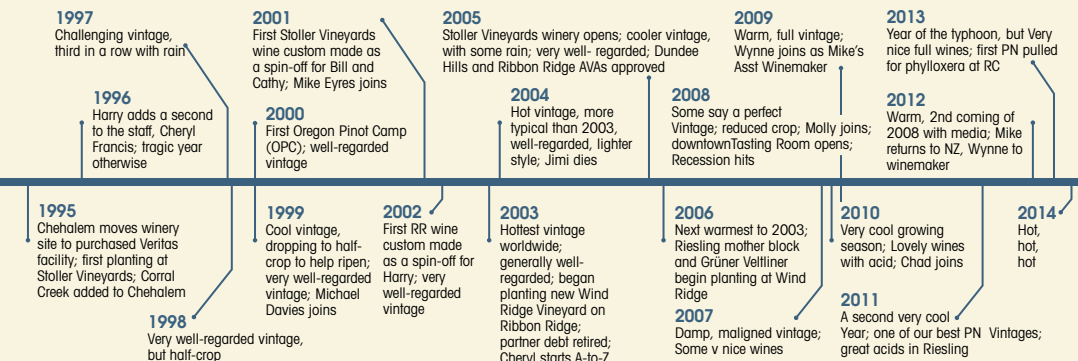 1997
Challenging vintage,
third in a row with rain
2001
First Stoller Vineyards
wine custom made as
a spin-off for Bill and
Cathy; Mike Eyres joins
2005
Stoller Vineyards winery opens; cooler vintage,
with some rain; very well- regarded; Dundee
Hills and Ribbon Ridge AVAs approved
2009
Warm, full vintage;
Wynne joins as Mike's
Asst Winemaker
2013
Year of the typhoon, but Very
nice full wines; first PN pulled
for phylloxera at RC
1996
Harry adds a second
to the staff, Cheryl
Francis; tragic year
otherwise
2000
First Oregon Pinot Camp
(OPC); well-regarded
vintage
2004
Hot vintage, more
typical than 2003,
well-regarded, lighter
style; Jimi dies
2008
Some say a perfect
Vintage; reduced crop; Molly joins;
downtownTasting Room opens;
Recession hits
2012
Warm, 2nd coming of
2008 with media; Mike
returns to NZ, Wynne to
winemaker
1995
Chehalem moves winery
site to purchased Veritas
facility; first planting at
Stoller Vineyards; Corral
Creek added to Chehalem
1999
Cool vintage,
dropping to half-
crop to help ripen;
very well-regarded
vintage; Michael
Davies joins
2002
First RR wine
custom made
as a spin-off for
Harry; very
well-regarded
vintage
2003
Hottest vintage
worldwide;
generally well-
regarded; began
planting new Wind
Ridge Vineyard on
Ribbon Ridge;
partner debt retired;
Cheryl starts A-to-Z
2006
Next warmest to 2003;
Riesling mother block
and Grüner Veltliner
begin planting at Wind
Ridge
2010
Very cool growing
season; Lovely wines
with acid; Chad joins
2014
Hot,
hot,
hot
1998
Very well-regarded vintage,
but half-crop
2007
Damp, maligned vintage;
Some v nice wines
2011
A second very cool
Year; one of our best PN Vintages;
great acids in Riesling